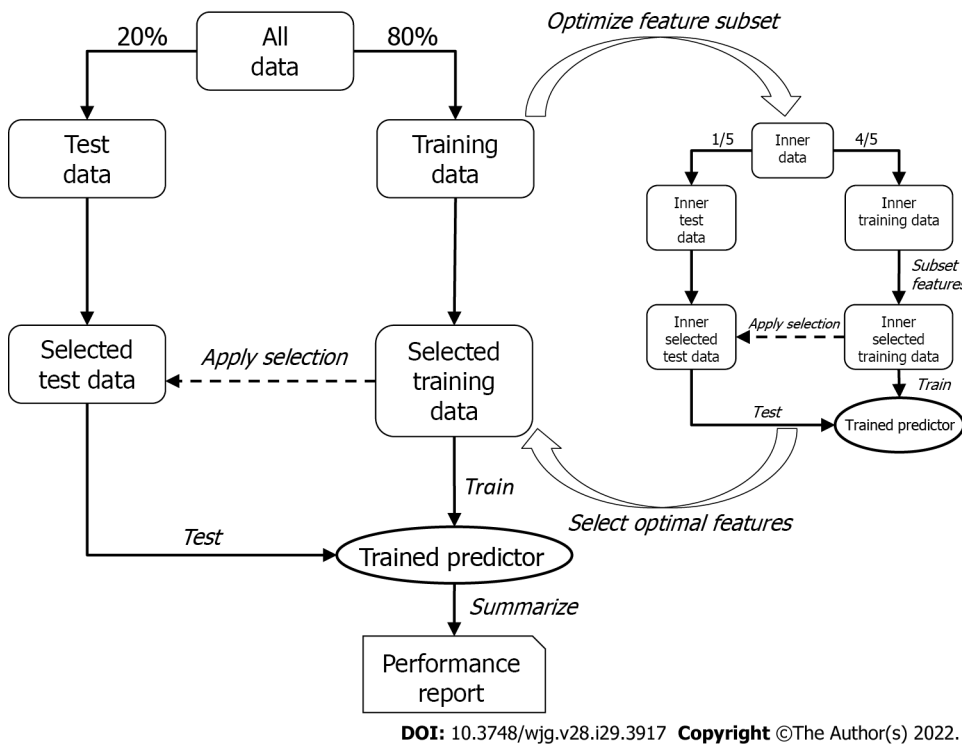 20%
All
data
80%
Optimize feature subset
Test
data
Training
data
1/5
Inner
data
4/5
Inner
test
data
Inner
training data
Subset
features
Selected
test data
Apply selection
Selected
training
data
Inner
selected
test data
Apply selection
Inner
selected
training data
Train
Test
Trained predictor
Train
Select optimal features
Test
Trained predictor
Summarize
Performance
report
DOI: 10.3748/wjg.v28.i29.3917 Copyright ©The Author(s) 2022.